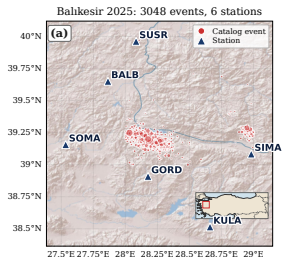 Balıkesir 2025: 3048 events, 6 stations
(a)
Catalog event
Station
SUSR
BALB
SOMA
SIMA
GORD
KULA
40°N
39.75°N
39.5°N
39.25°N
39°N
38.75°N
38.5°N
27.5°E 27.75°E 28°E 28.25°E 28.5°E 28.75°E 29°E